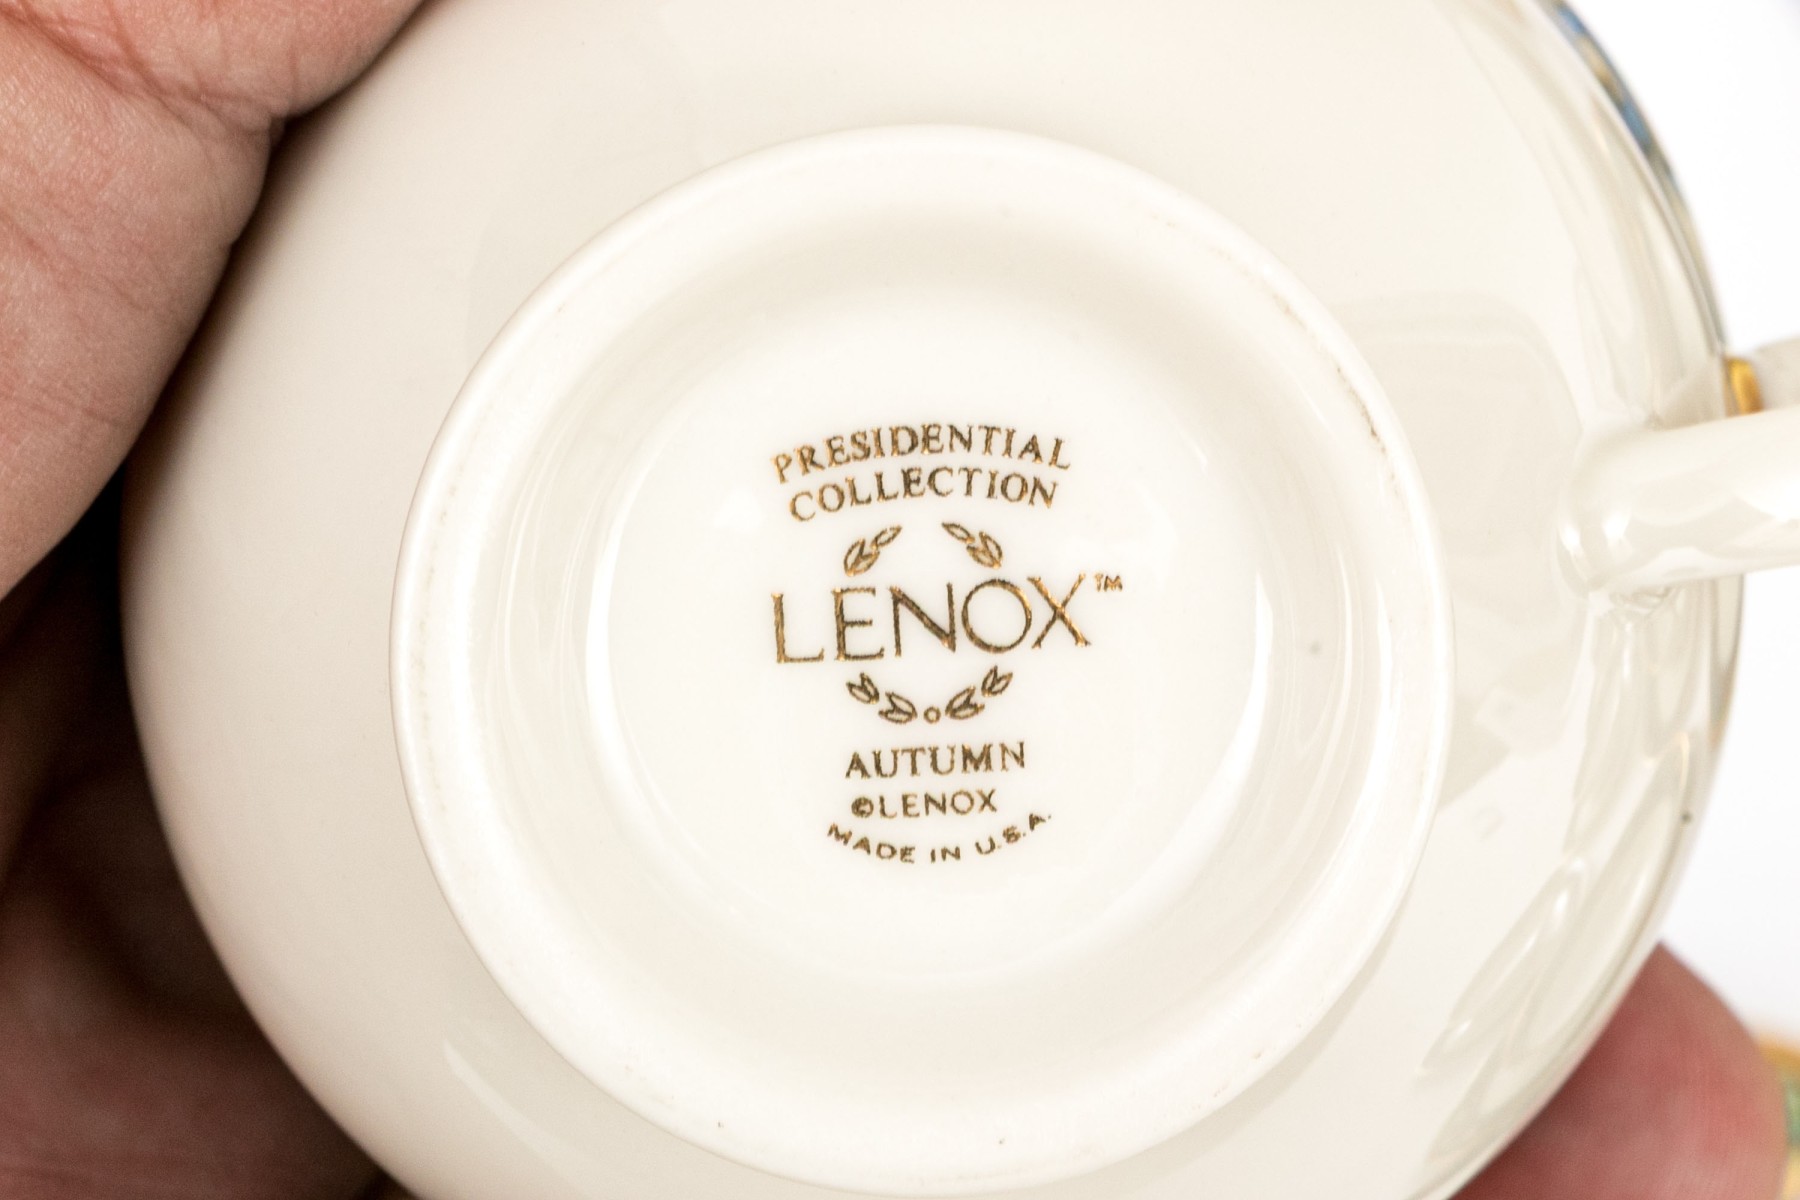 PRESIDENTIAL
COLLECTION
LENOX™
AUTUMN
©LENOX
MADE IN U.S.A.